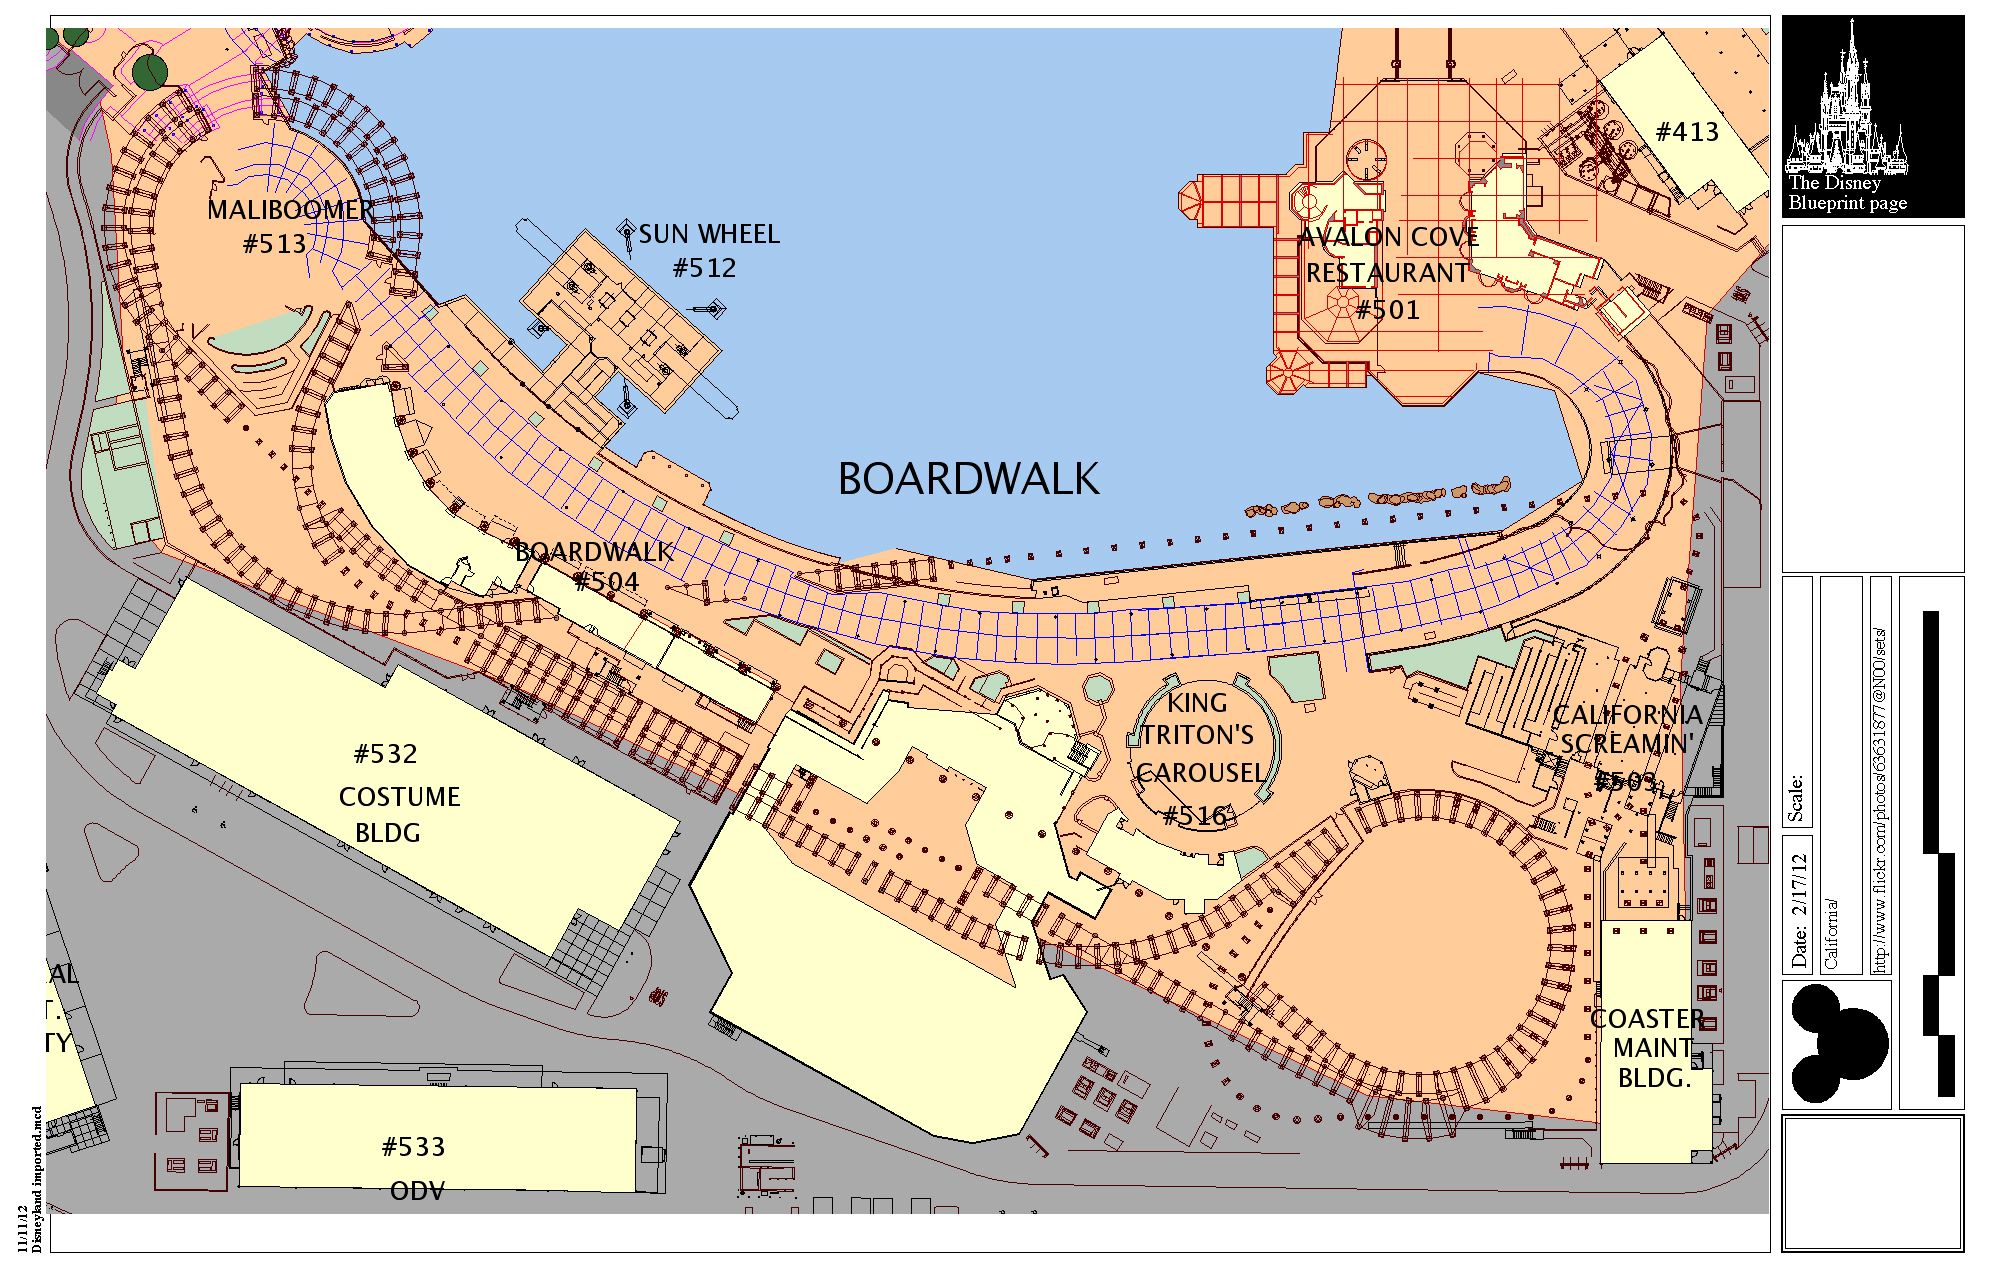 MALIBOOMER
#513
SUN WHEEL
#512
AVALON COVE
RESTAURANT
#501
#413
BOARDWALK
BOARDWALK
#504
KING
TRITON'S
CAROUSEL
#516
CALIFORNIA
SCREAMIN'
#503
#532
COSTUME
BLDG
COASTER
MAINT
BLDG.
AL
T.
TY
#533
ODV
The Disney
Blueprint page
Scale:
Date: 2/17/12
California/
http://www.flickr.com/photos/63631877@N00/sets/
11/11/12
Disneyland imported.mcd